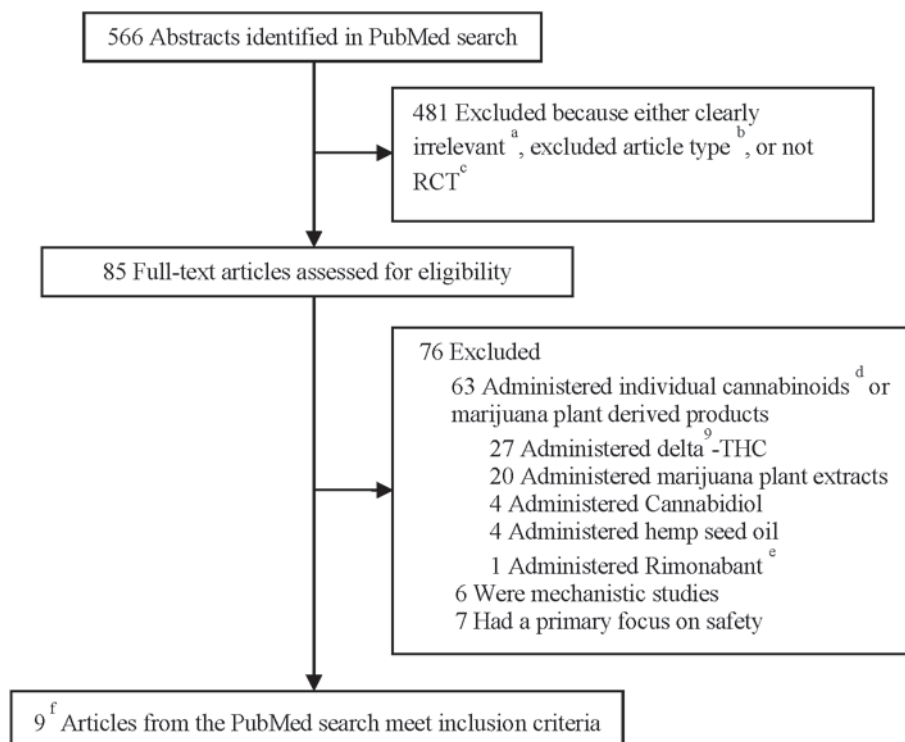 566 Abstracts identified in PubMed search
481 Excluded because either clearly
irrelevant a, excluded article type b, or not
RCT c
85 Full-text articles assessed for eligibility
76 Excluded
63 Administered individual cannabinoids d or
marijuana plant derived products
27 Administered delta9-THC
20 Administered marijuana plant extracts
4 Administered Cannabidiol
4 Administered hemp seed oil
1 Administered Rimonabant e
6 Were mechanistic studies
7 Had a primary focus on safety
9 f Articles from the PubMed search meet inclusion criteria